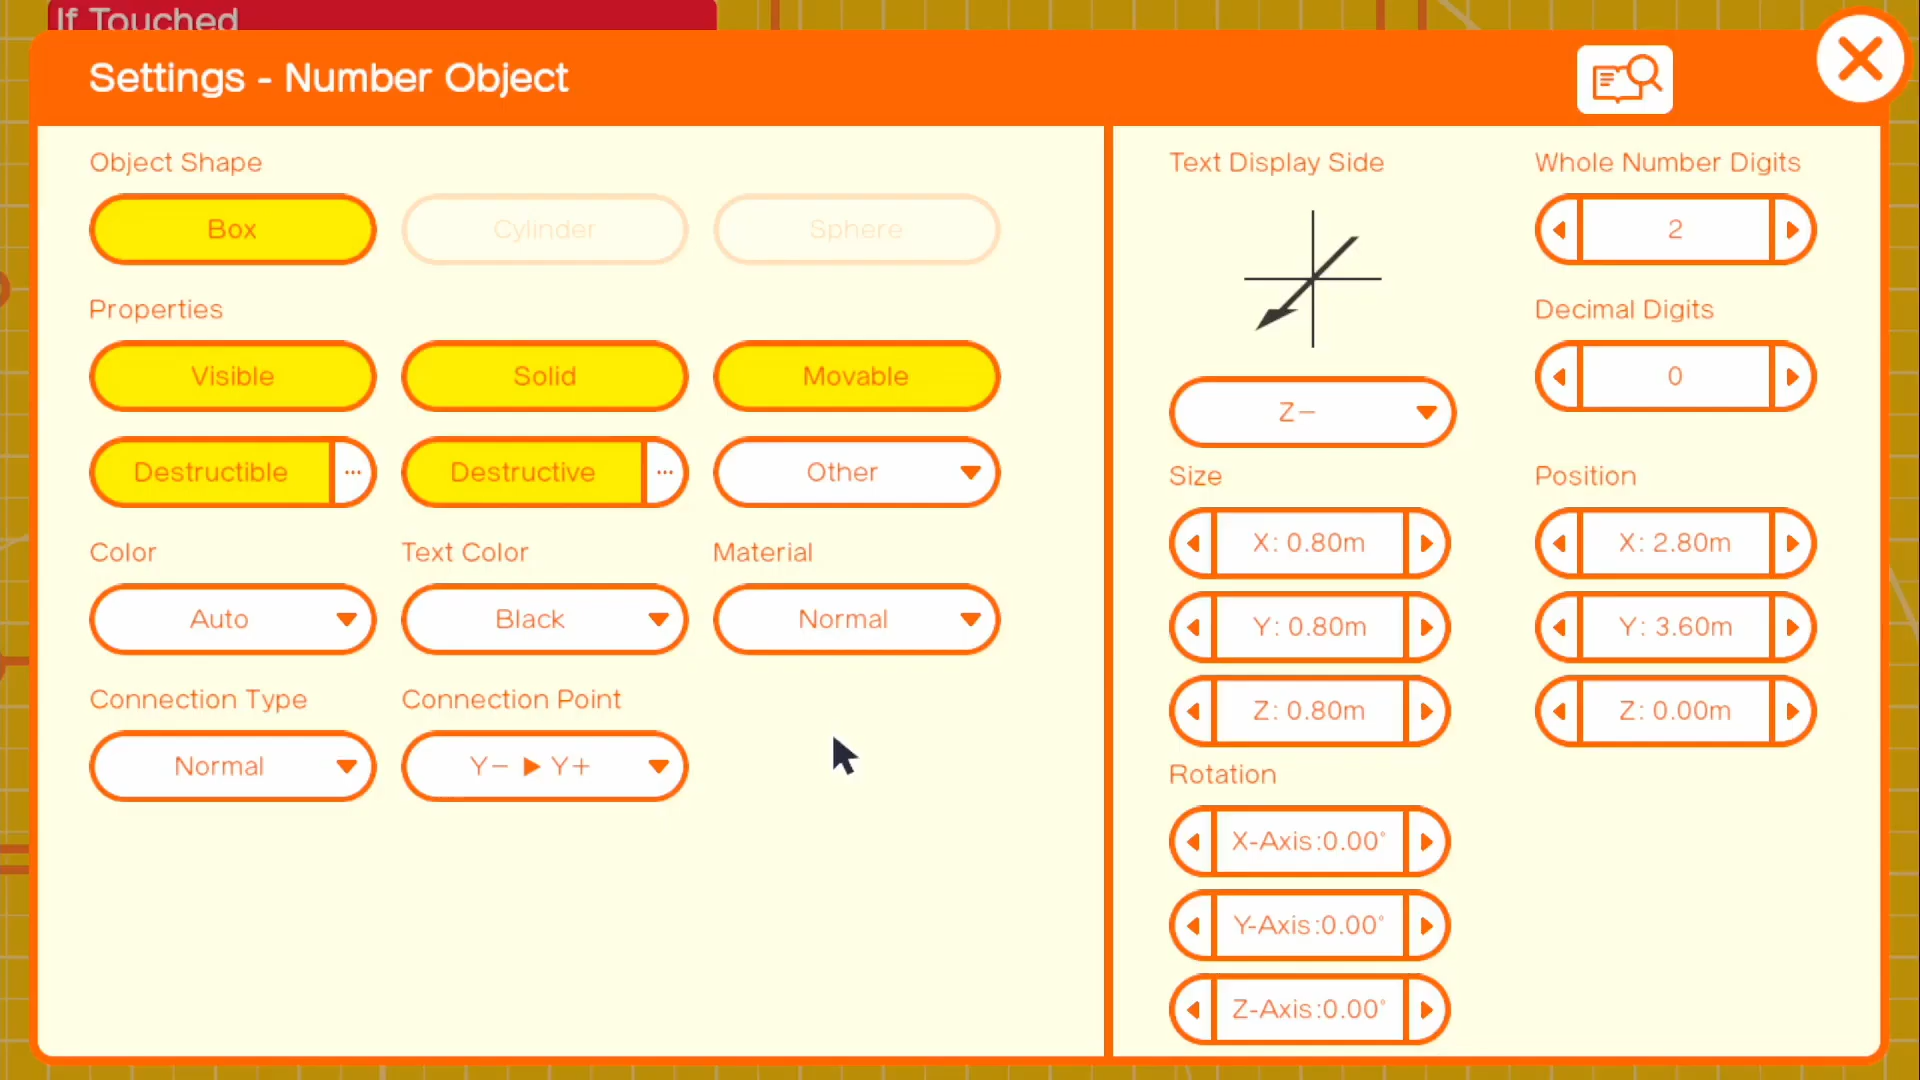 If Touched
Settings - Number Object
Object Shape
Box
Cylinder
Sphere
Properties
Visible
Solid
Movable
Destructible
...
Destructive
...
Other
Color
Text Color
Material
Auto
Black
Normal
Connection Type
Connection Point
Normal
Y− ▶ Y+
Text Display Side
Z−
Whole Number Digits
2
Decimal Digits
0
Size
X: 0.80m
Y: 0.80m
Z: 0.80m
Position
X: 2.80m
Y: 3.60m
Z: 0.00m
Rotation
X-Axis:0.00°
Y-Axis:0.00°
Z-Axis:0.00°